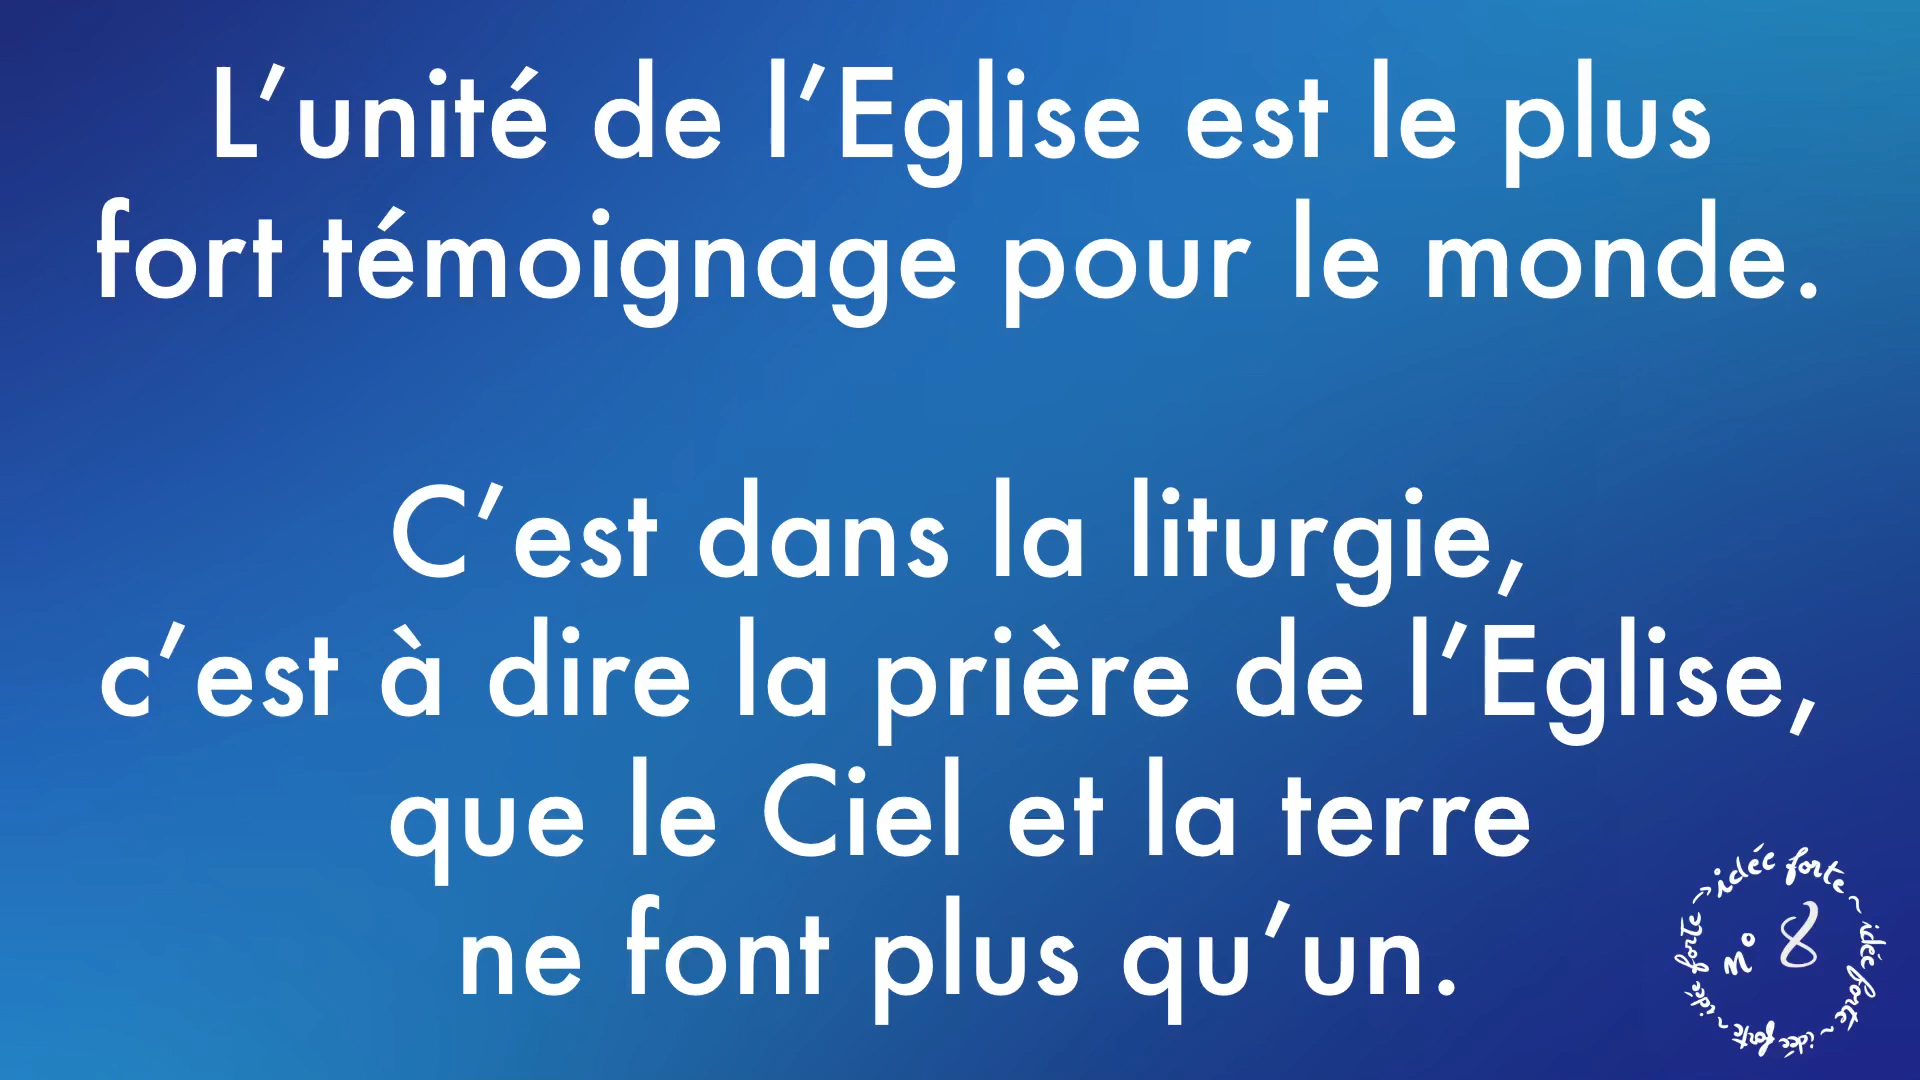 L’unité de l’Eglise est le plus
fort témoignage pour le monde.
C’est dans la liturgie,
c’est à dire la prière de l’Eglise,
que le Ciel et la terre
ne font plus qu’un.
idée forte ~ idée forte ~ idée forte ~ idée forte ~
n° 8